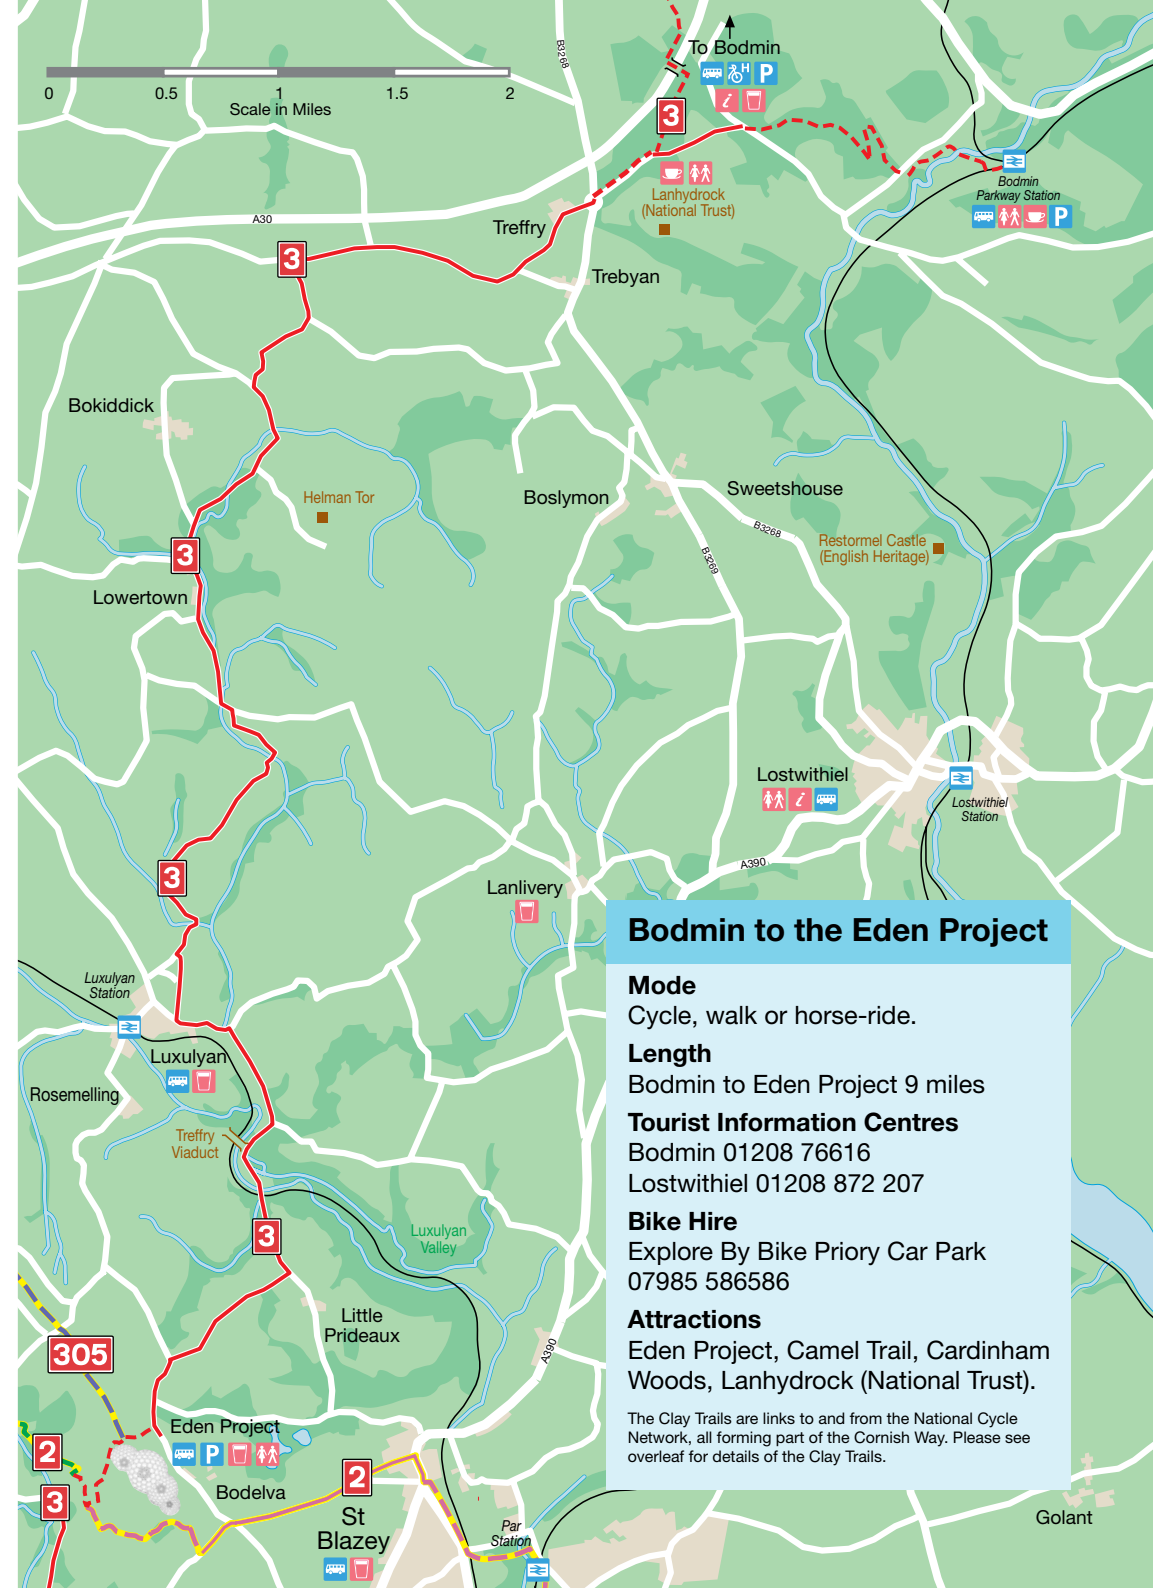 B3268
To Bodmin
H P
i
0 0.5 1 1.5 2
Scale in Miles
3
Lanhydrock
(National Trust)
Bodmin
Parkway Station
P
A30
Treffry
3
Trebyan
Bokiddick
Helman Tor
Boslymon
Sweetshouse
B3268
B3269
Restormel Castle
(English Heritage)
3
Lowertown
Lostwithiel
i
Lostwithiel
Station
A390
3
Lanlivery
Luxulyan
Station
Luxulyan
Rosemelling
Treffry
Viaduct
3
Luxulyan
Valley
Little
Prideaux
A390
305
Eden Project
P
2
3
Bodelva
2
St
Blazey
Par
Station
Golant
Bodmin to the Eden Project
Mode
Cycle, walk or horse-ride.
Length
Bodmin to Eden Project 9 miles
Tourist Information Centres
Bodmin 01208 76616
Lostwithiel 01208 872 207
Bike Hire
Explore By Bike Priory Car Park
07985 586586
Attractions
Eden Project, Camel Trail, Cardinham
Woods, Lanhydrock (National Trust).
The Clay Trails are links to and from the National Cycle
Network, all forming part of the Cornish Way. Please see
overleaf for details of the Clay Trails.